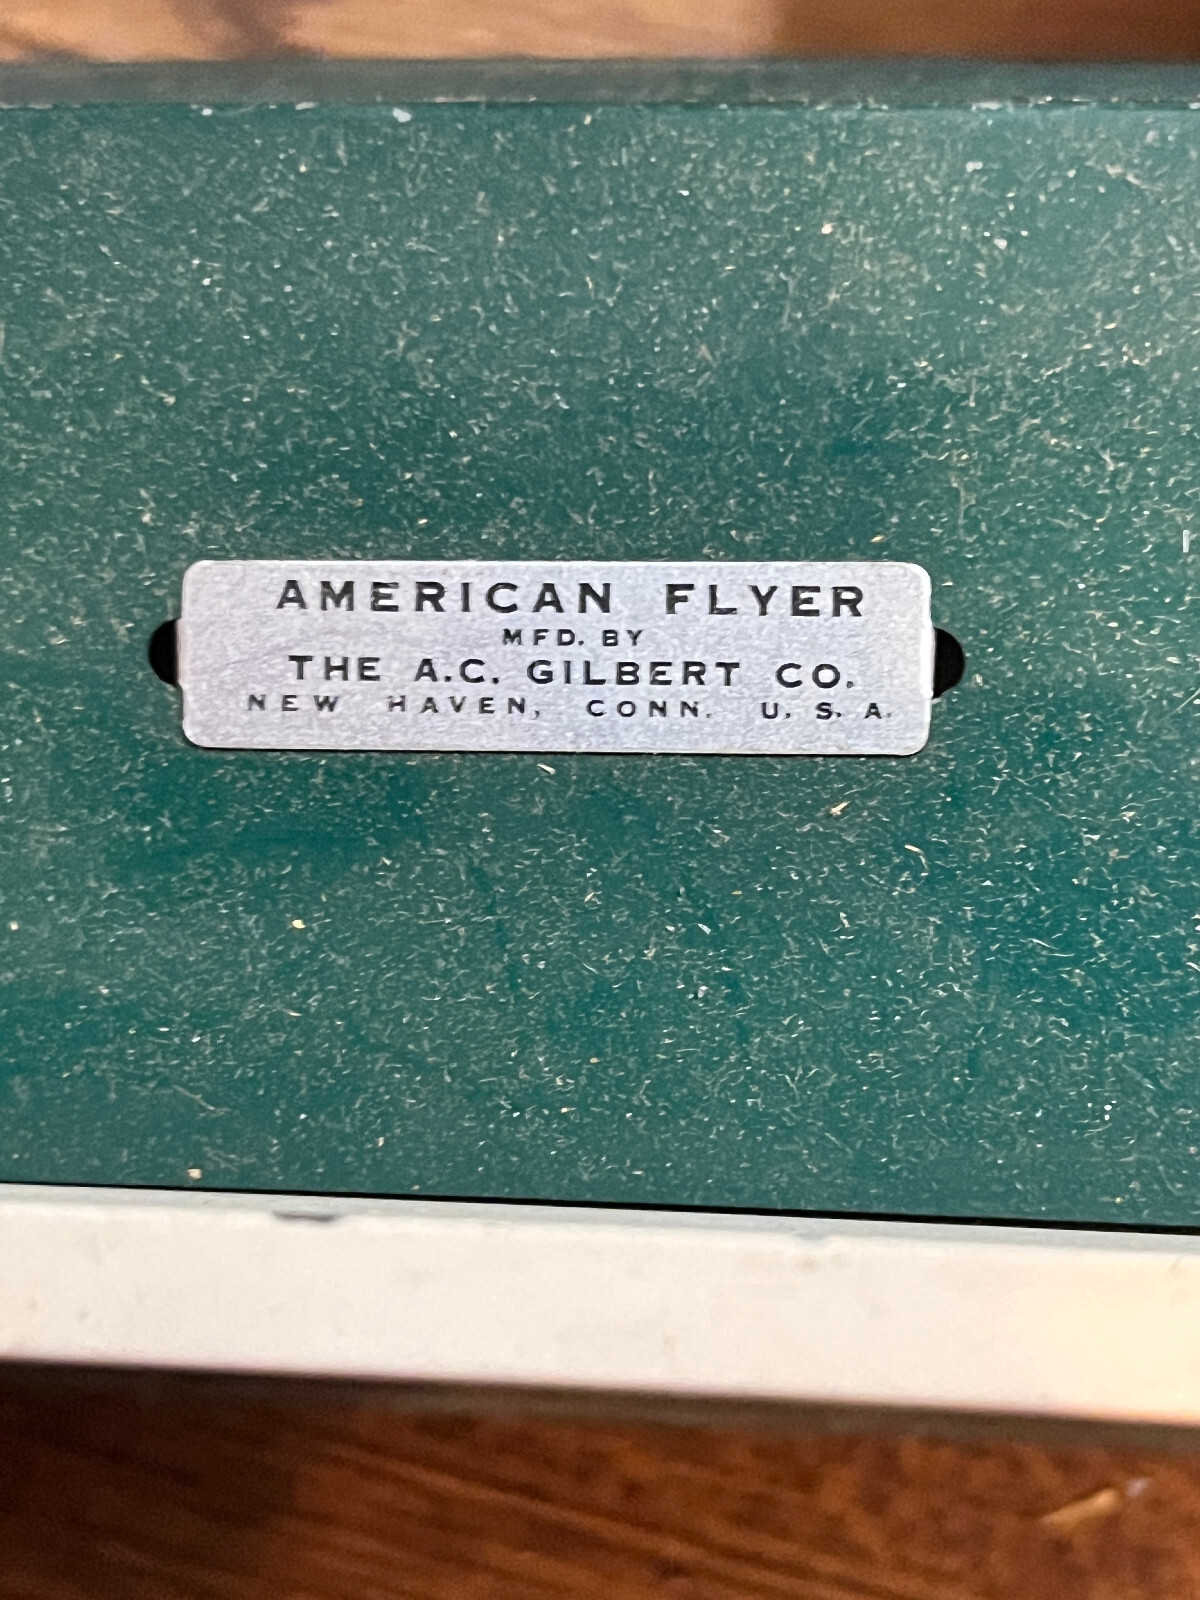 AMERICAN FLYER
MFD. BY
THE A.C. GILBERT CO.
NEW HAVEN, CONN. U. S. A.